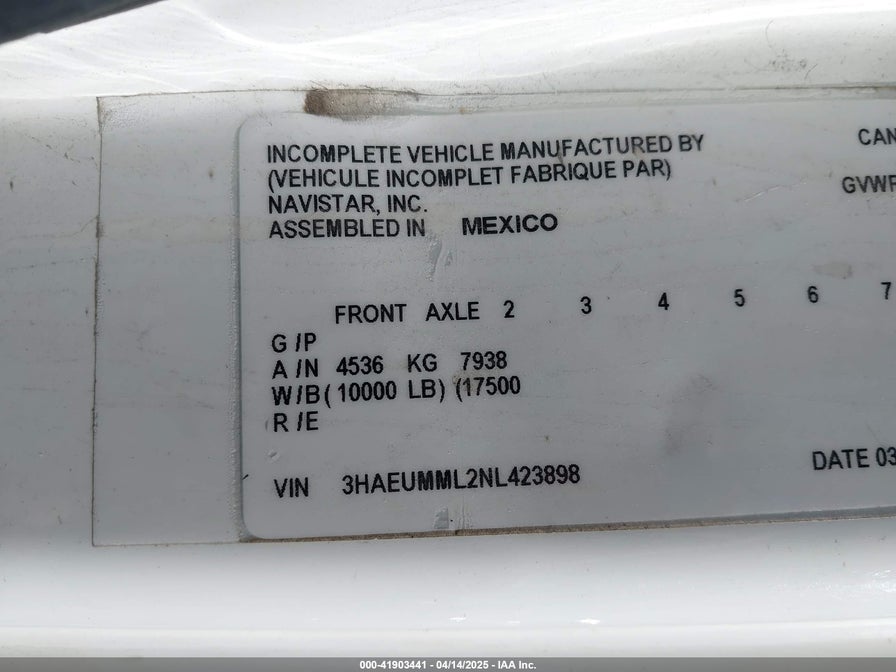 INCOMPLETE VEHICLE MANUFACTURED BY
(VEHICULE INCOMPLET FABRIQUE PAR)
NAVISTAR, INC.
ASSEMBLED IN MEXICO
CAN
GVWR
FRONT AXLE 2 3 4 5 6 7
G/P
A/N 4536 KG 7938
W/B (10000 LB) (17500
R/E
VIN 3HAEUMML2NL423898
DATE 03
000-41903441 - 04/14/2025 - IAA Inc.